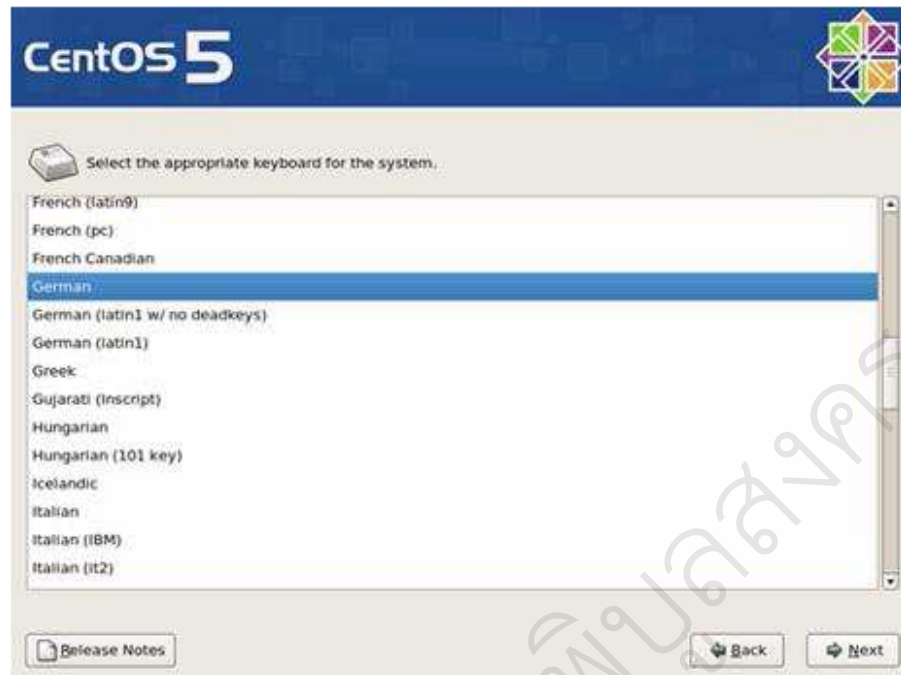 CentOS 5
Select the appropriate keyboard for the system.
French (latin9)
French (pc)
French Canadian
German
German (latin1 w/ no deadkeys)
German (latin1)
Greek
Gujarati (Inscript)
Hungarian
Hungarian (101 key)
Icelandic
Italian
Italian (IBM)
Italian (it2)
Release Notes
Back
Next